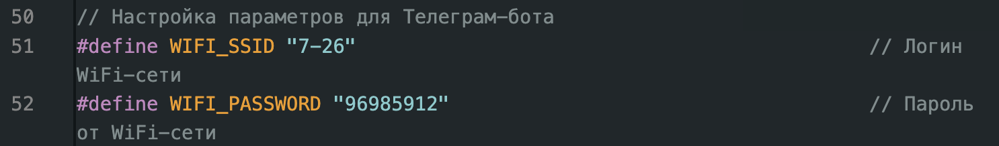 50 // Настройка параметров для Телеграм-бота
51 #define WIFI_SSID "7-26" // Логин
WiFi-сети
52 #define WIFI_PASSWORD "96985912" // Пароль
от WiFi-сети